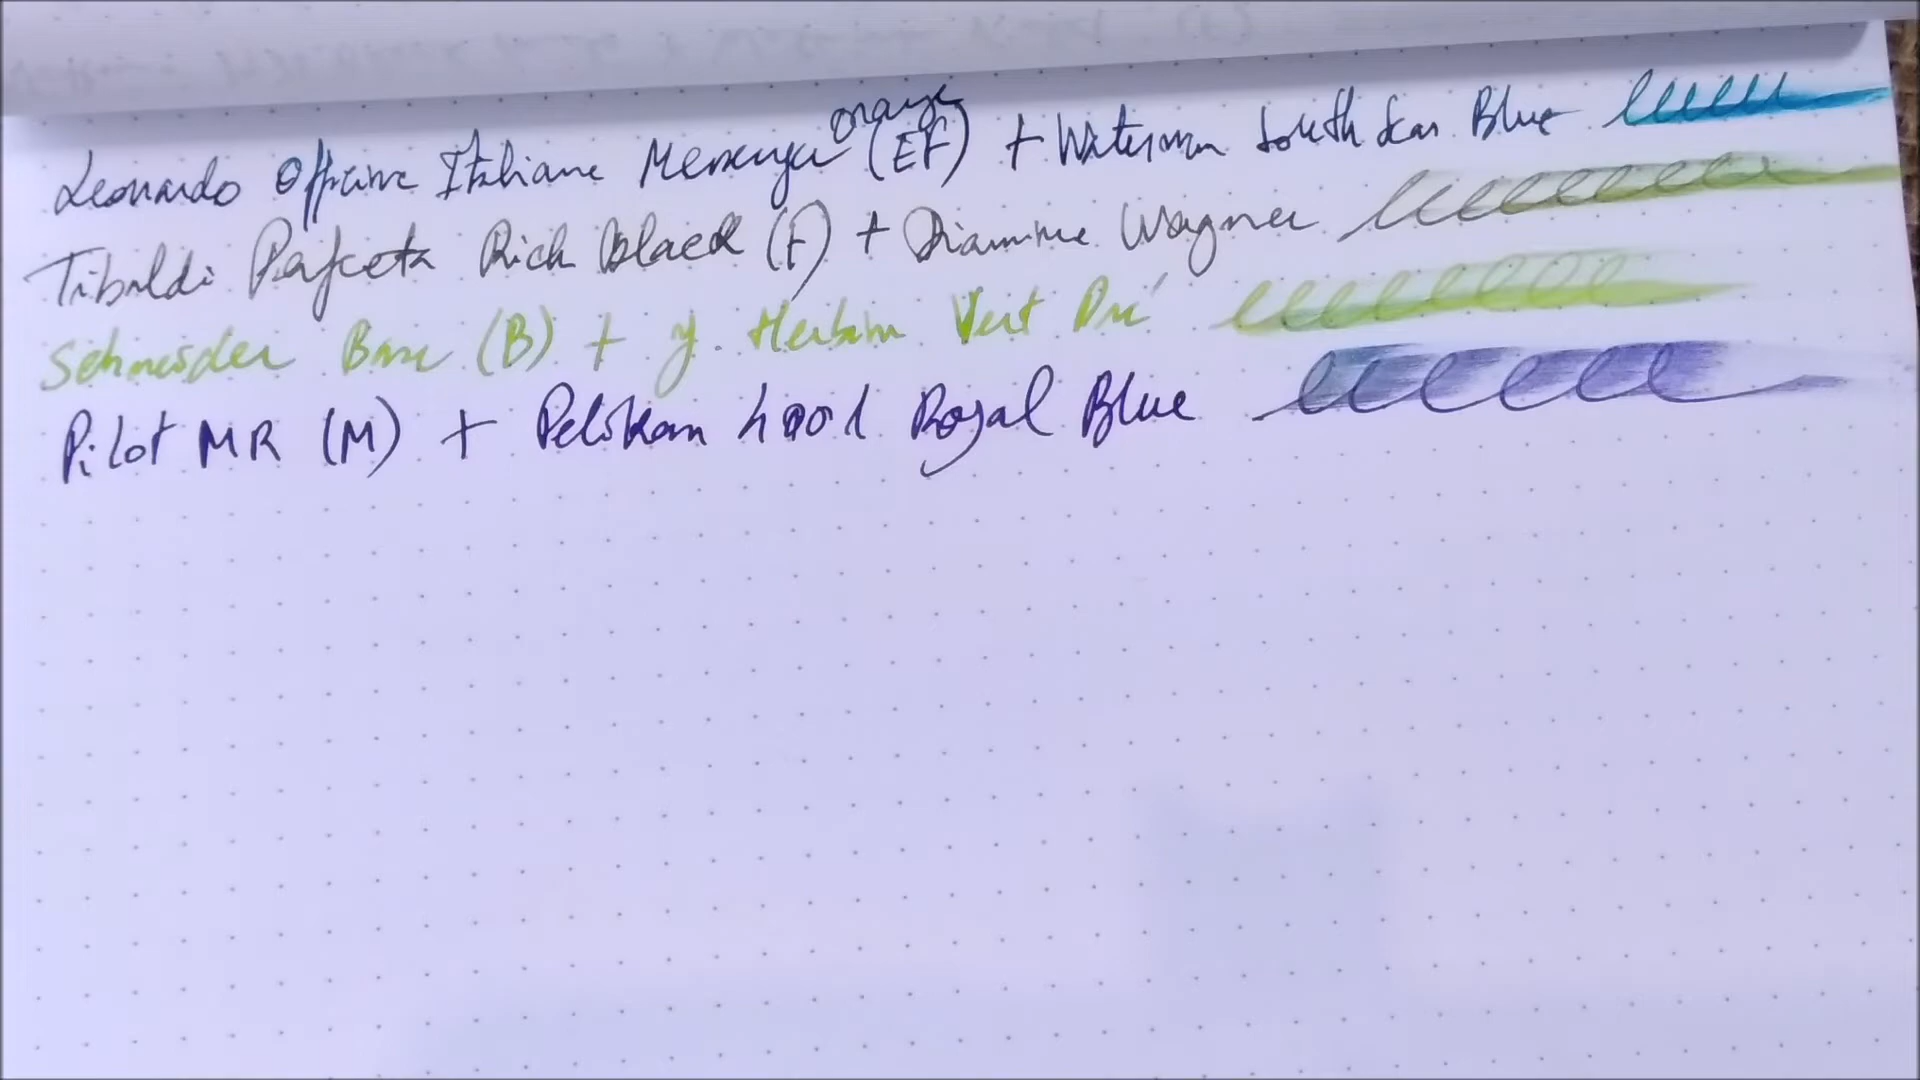 Leonardo Officina Italiana Messenger orange (EF) + Waterman South Seas Blue
Tibaldi Perfecta Rich Black (F) + Diamine Wagner
Schneider Base (B) + J. Herbin Vert Pré
Pilot MR (M) + Pelikan 4001 Royal Blue